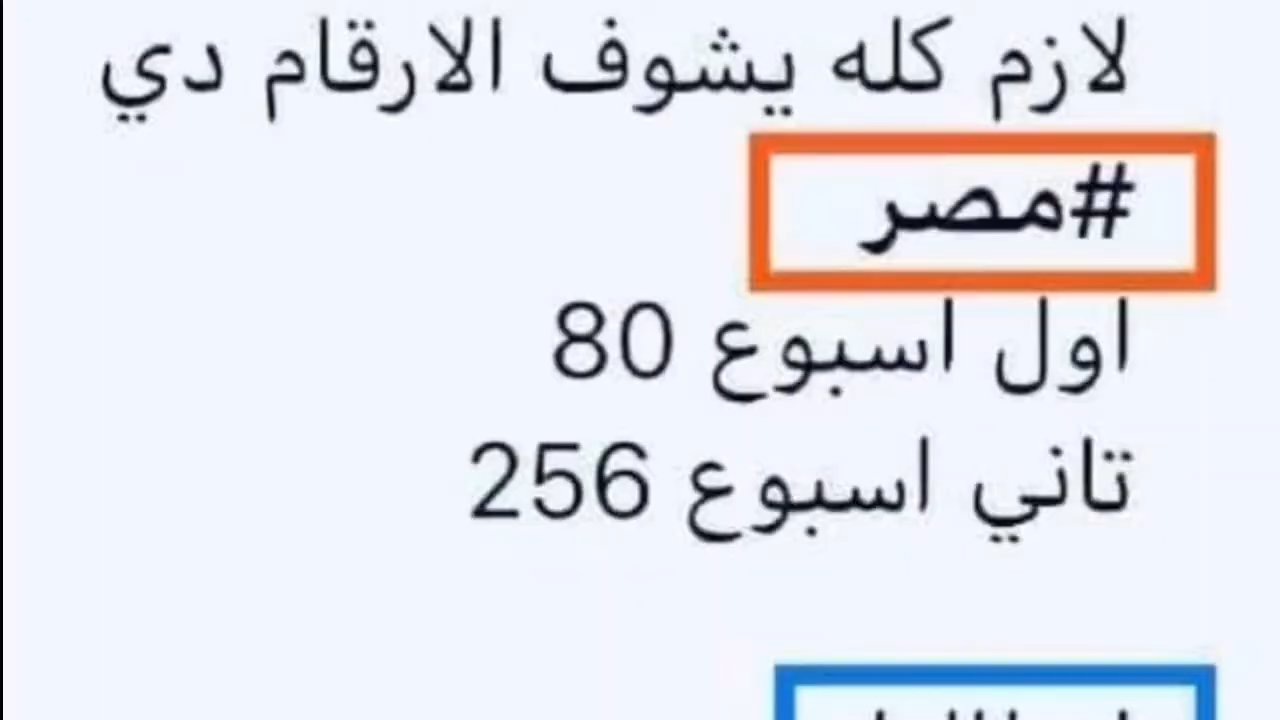 لازم كله يشوف الارقام دي
#مصر
اول اسبوع 80
تاني اسبوع 256